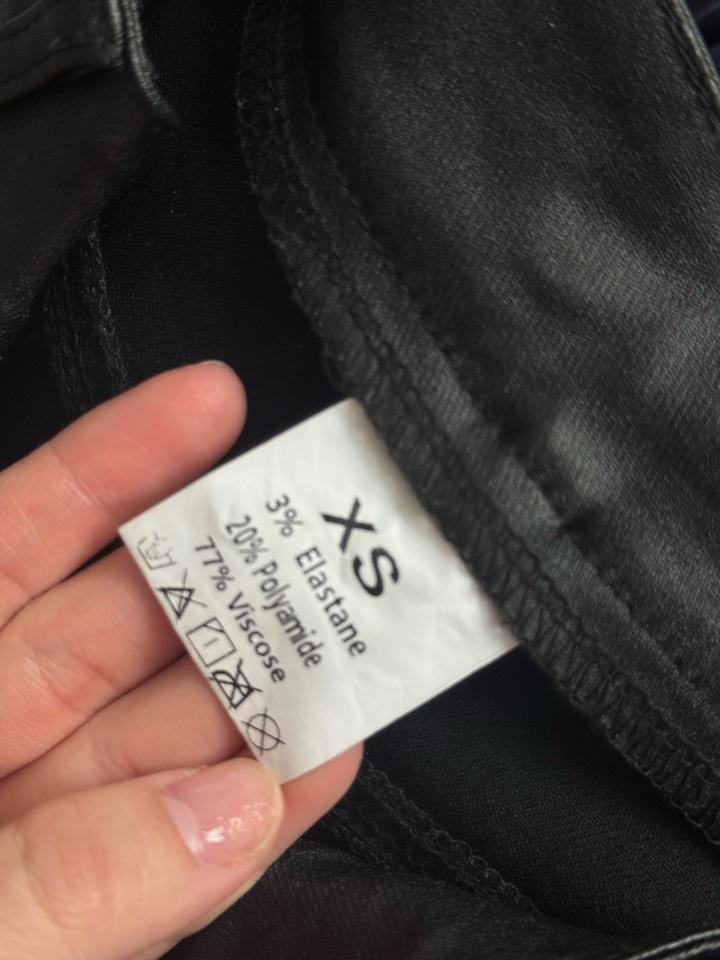 XS
3% Elastane
20% Polyamide
77% Viscose